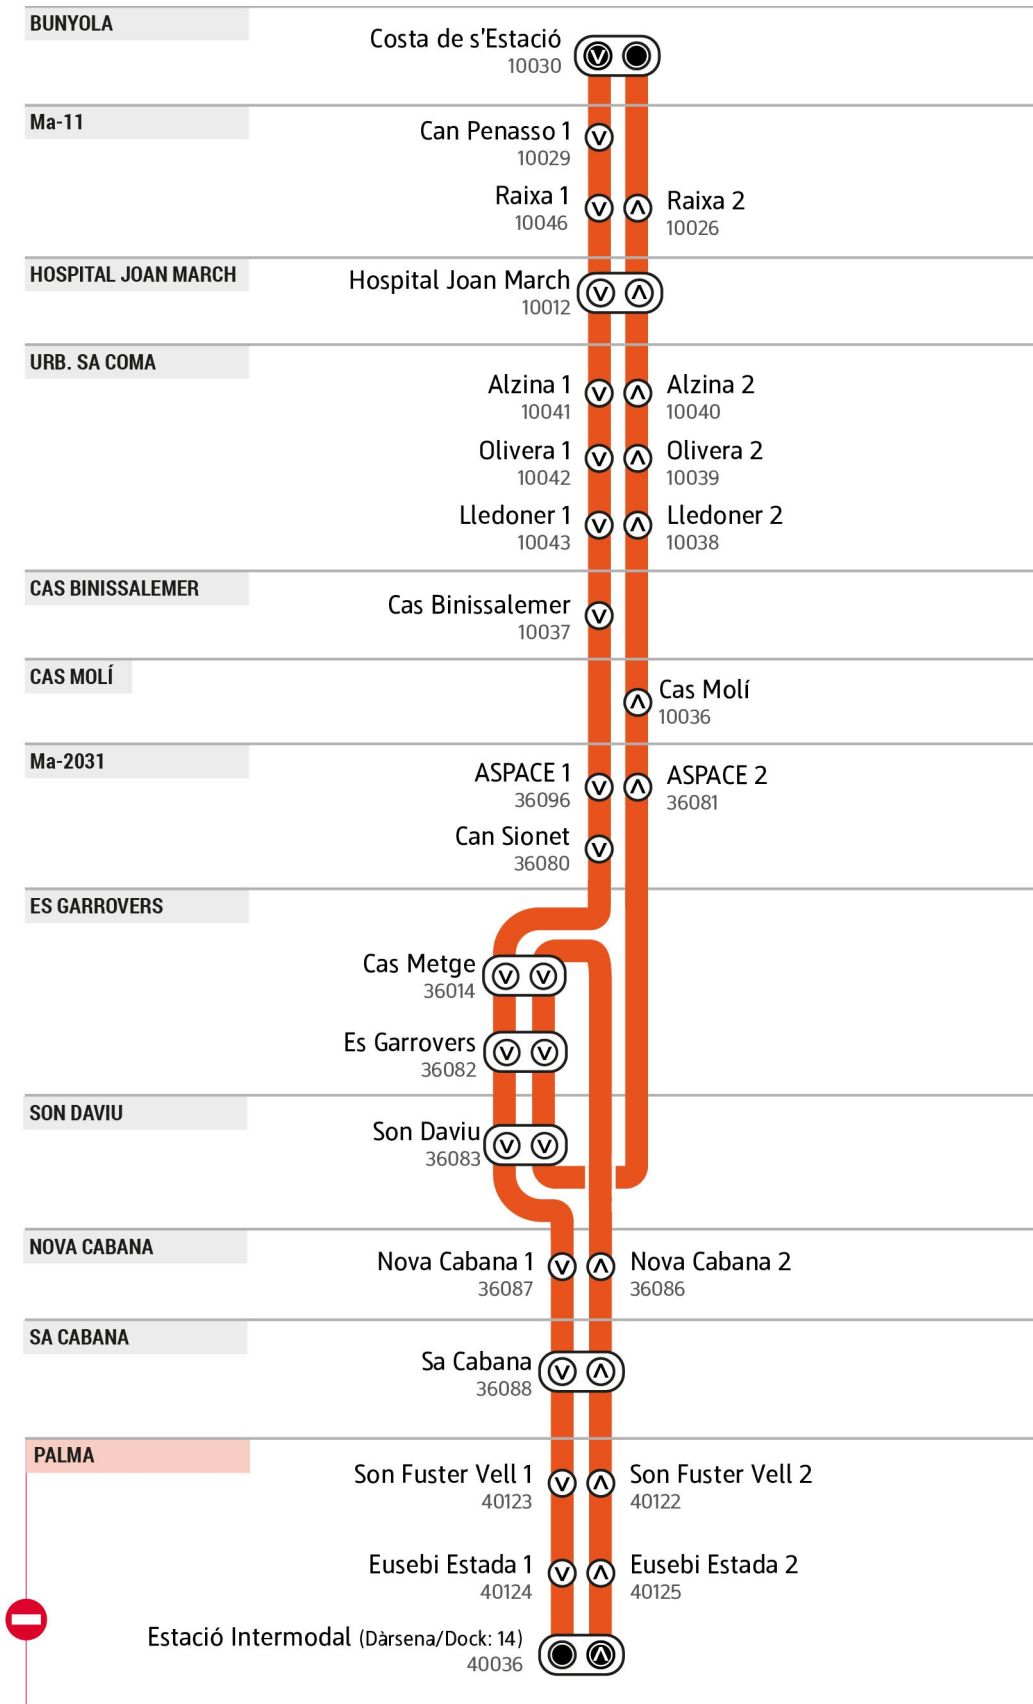 BUNYOLA
Costa de s'Estació
10030
Ma-11
Can Penasso 1
10029
Raixa 1
10046
Raixa 2
10026
HOSPITAL JOAN MARCH
Hospital Joan March
10012
URB. SA COMA
Alzina 1
10041
Alzina 2
10040
Olivera 1
10042
Olivera 2
10039
Lledoner 1
10043
Lledoner 2
10038
CAS BINISSALEMER
Cas Binissalemer
10037
CAS MOLÍ
Cas Molí
10036
Ma-2031
ASPACE 1
36096
ASPACE 2
36081
Can Sionet
36080
ES GARROVERS
Cas Metge
36014
Es Garrovers
36082
SON DAVIU
Son Daviu
36083
NOVA CABANA
Nova Cabana 1
36087
Nova Cabana 2
36086
SA CABANA
Sa Cabana
36088
PALMA
Son Fuster Vell 1
40123
Son Fuster Vell 2
40122
Eusebi Estada 1
40124
Eusebi Estada 2
40125
Estació Intermodal (Dàrsena/Dock: 14)
40036